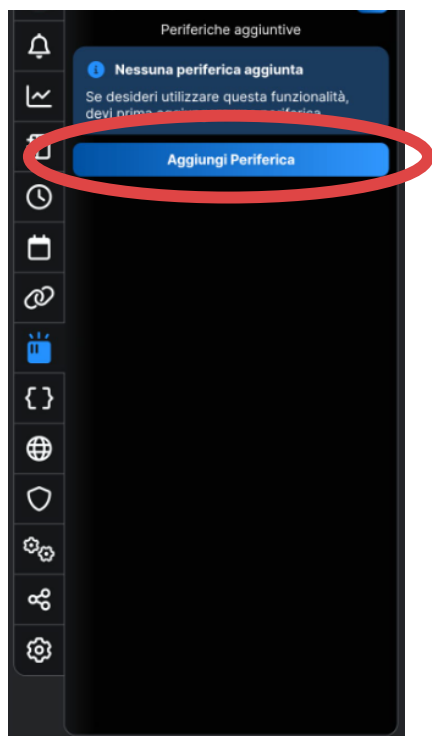 Periferiche aggiuntive
Nessuna periferica aggiunta
Se desideri utilizzare questa funzionalità,
devi prima
Aggiungi Periferica